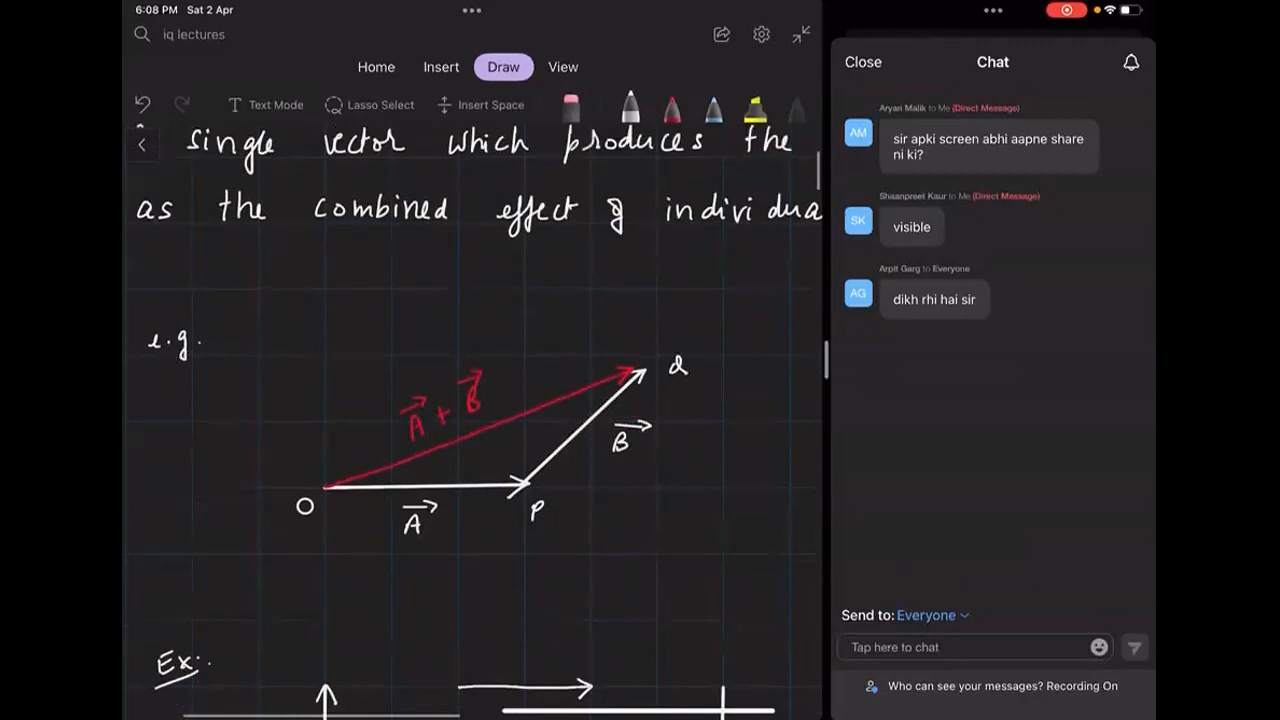 6:08 PM Sat 2 Apr
iq lectures
Home Insert Draw View
Text Mode Lasso Select Insert Space
single vector which produces the
as the combined effect of individua
e.g.
A + B
Q
B
O
A
P
Ex:.
Close Chat
Aryan Malik to Me (Direct Message)
AM
sir apki screen abhi aapne share
ni ki?
Shaanpreet Kaur to Me (Direct Message)
SK
visible
Arpit Garg to Everyone
AG
dikh rhi hai sir
Send to: Everyone
Tap here to chat
Who can see your messages? Recording On